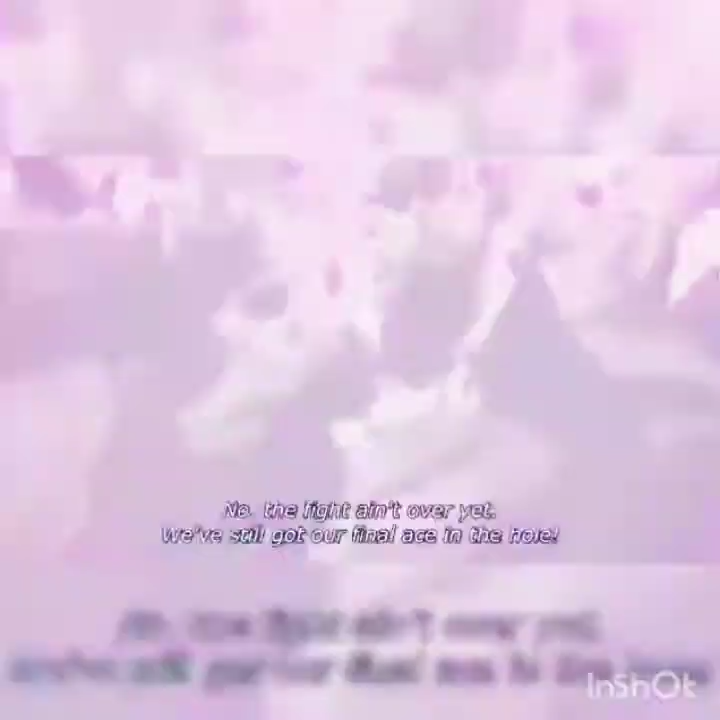 No, the fight ain't over yet.
We've still got our final ace in the hole!
InShOt